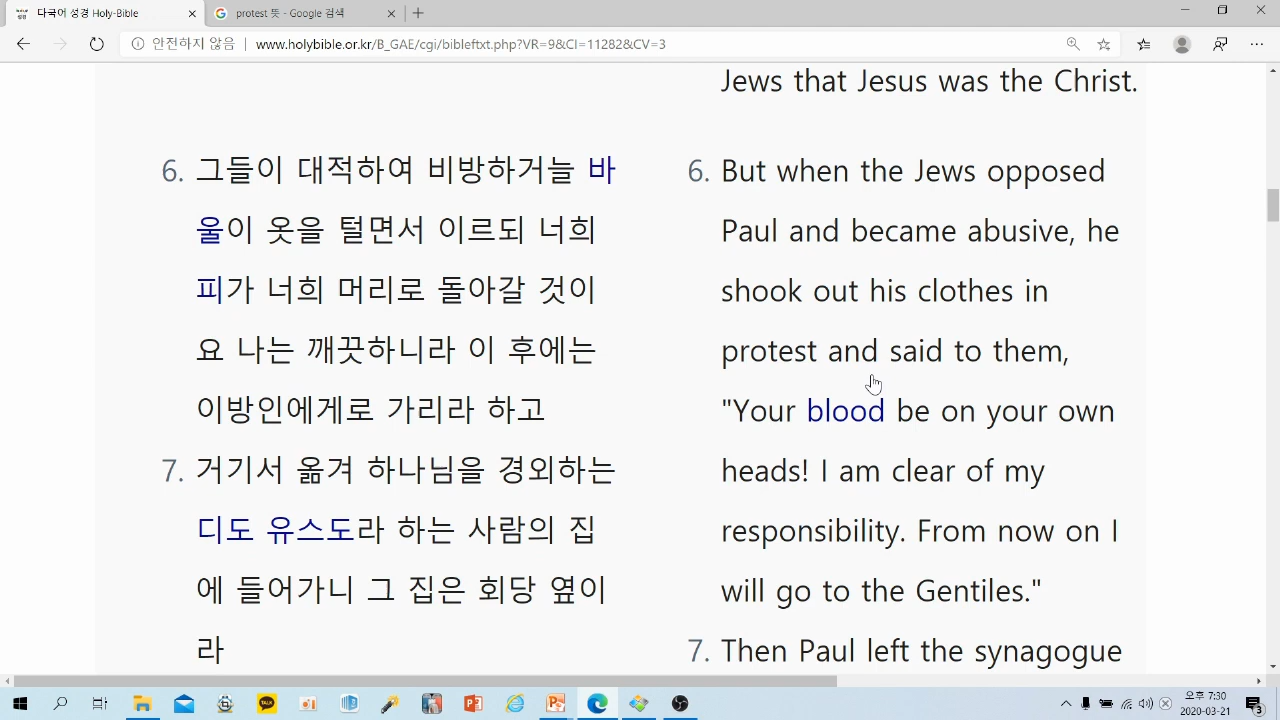 다국어 성경 Holy-Bible
protest 뜻 - Google 검색
안전하지 않음 | www.holybible.or.kr/B_GAE/cgi/bibleftxt.php?VR=9&CI=11282&CV=3
Jews that Jesus was the Christ.
6. 그들이 대적하여 비방하거늘 바
울이 옷을 털면서 이르되 너희
피가 너희 머리로 돌아갈 것이
요 나는 깨끗하니라 이 후에는
이방인에게로 가리라 하고
7. 거기서 옮겨 하나님을 경외하는
디도 유스도라 하는 사람의 집
에 들어가니 그 집은 회당 옆이
라
6. But when the Jews opposed
Paul and became abusive, he
shook out his clothes in
protest and said to them,
"Your blood be on your own
heads! I am clear of my
responsibility. From now on I
will go to the Gentiles."
7. Then Paul left the synagogue
TALK
오후 7:30
2020-03-21
3